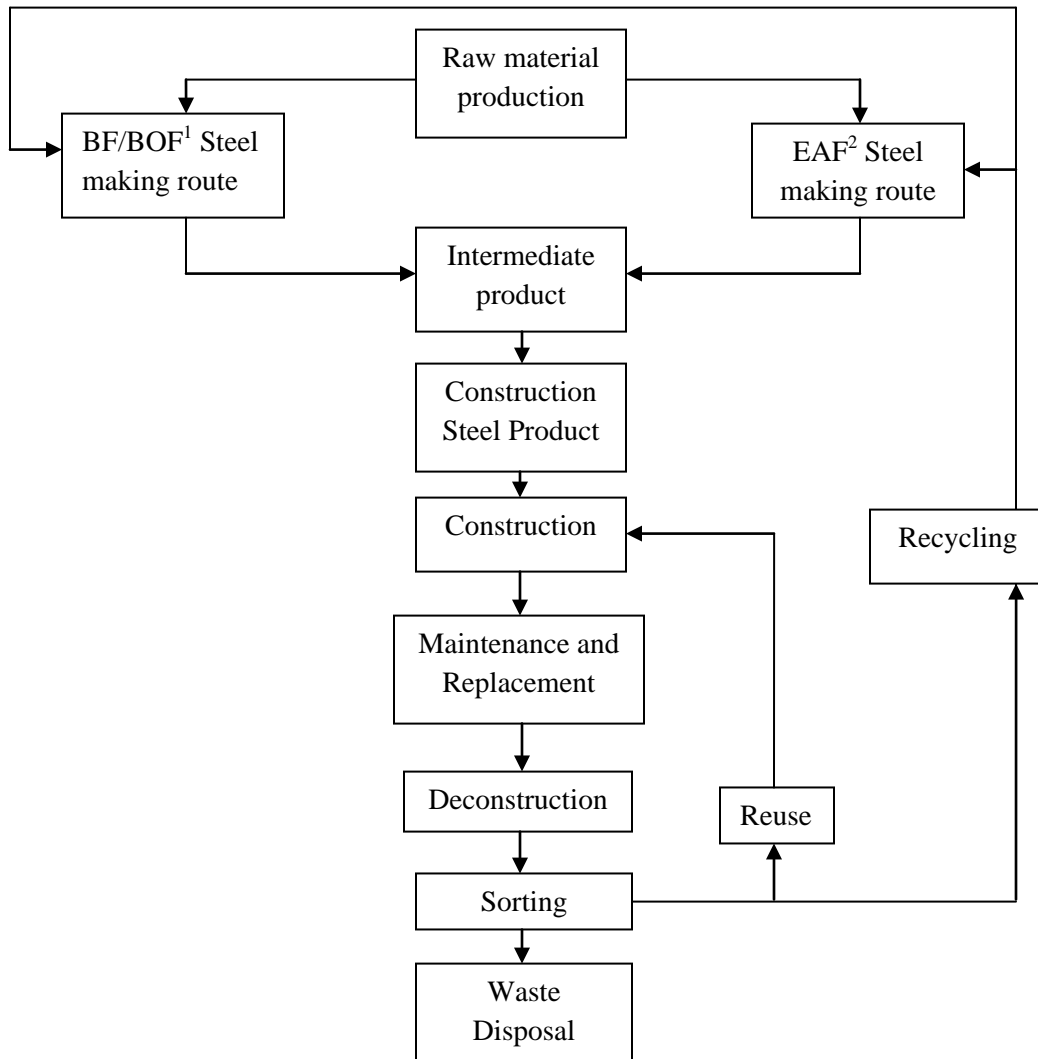 Raw material
production
BF/BOF¹ Steel
making route
EAF² Steel
making route
Intermediate
product
Construction
Steel Product
Construction
Recycling
Maintenance and
Replacement
Deconstruction
Reuse
Sorting
Waste
Disposal